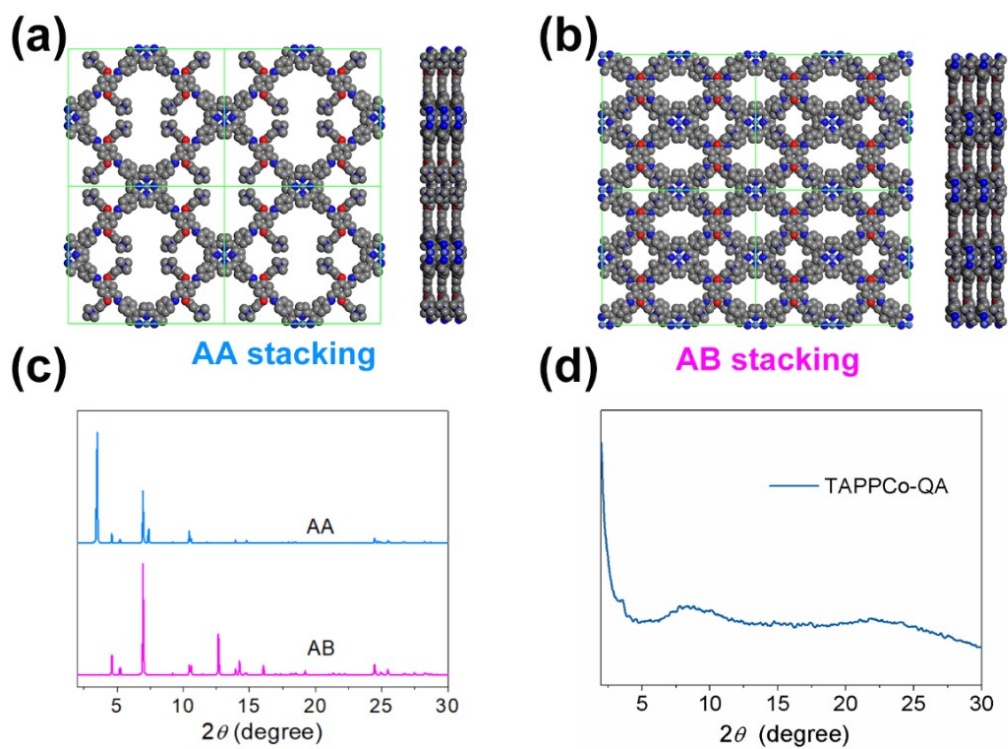 (a)
(b)
AA stacking
AB stacking
(c)
(d)
AA
AB
TAPPCo-QA
5 10 15 20 25 30
2θ (degree)
5 10 15 20 25 30
2θ (degree)